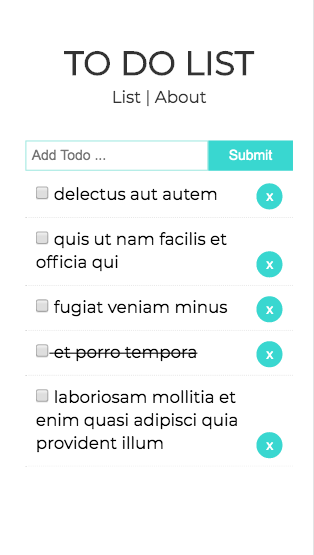 TO DO LIST
List | About
Add Todo ...
Submit
delectus aut autem
x
quis ut nam facilis et
officia qui
x
fugiat veniam minus
x
et porro tempora
x
laboriosam mollitia et
enim quasi adipisci quia
provident illum
x